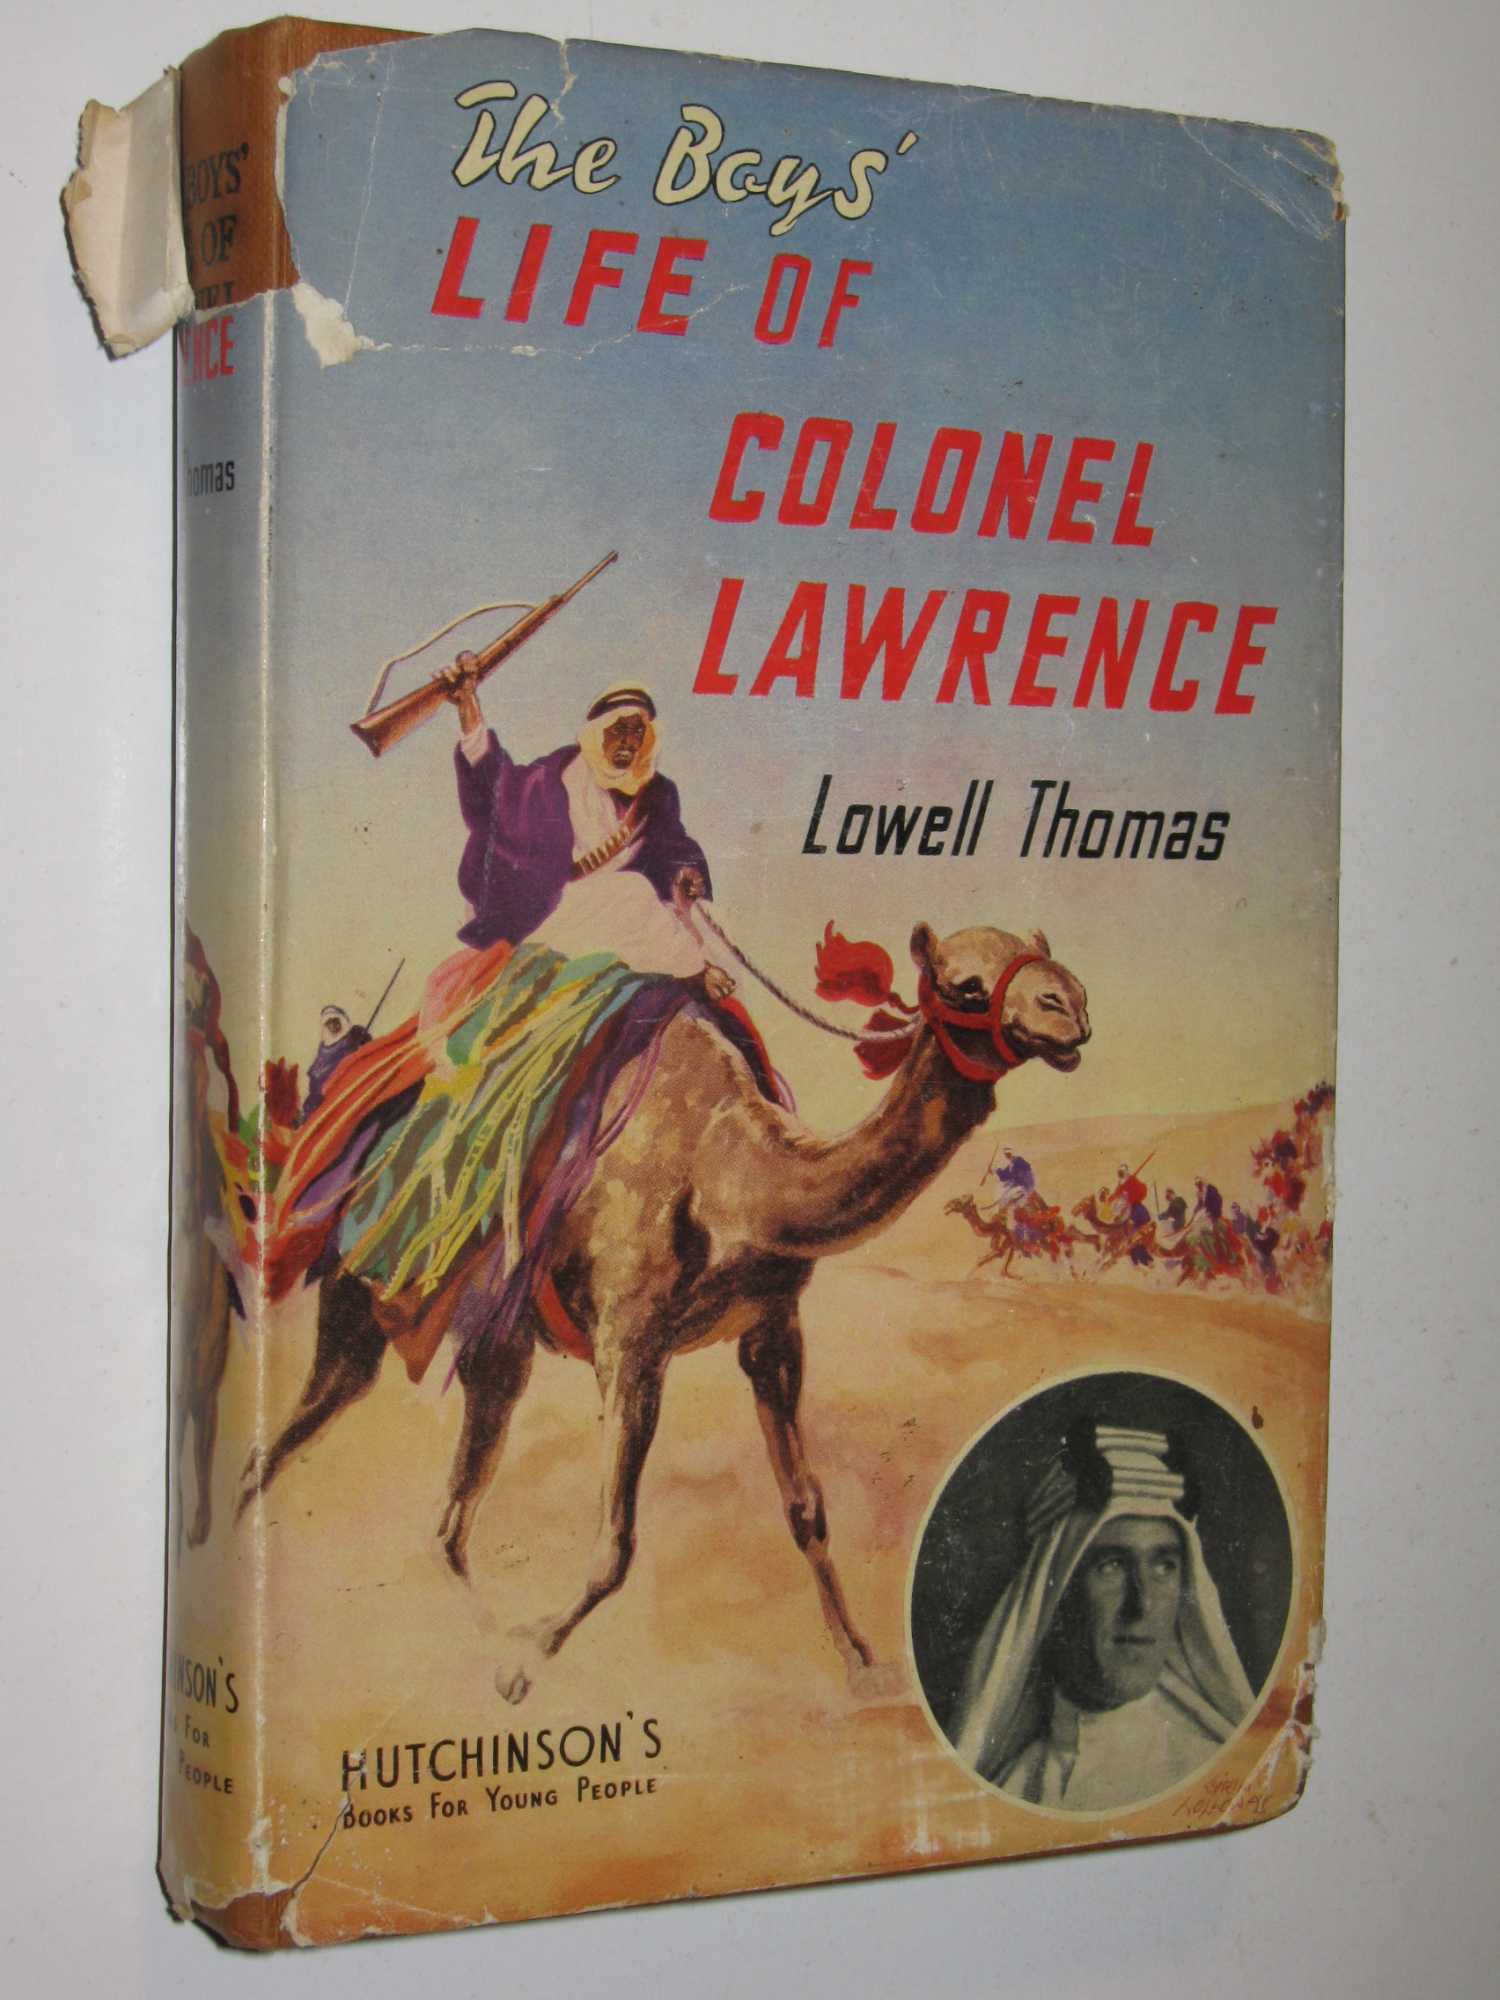 The Boys'
LIFE OF
COLONEL
LAWRENCE
Lowell Thomas
HUTCHINSON'S
BOOKS FOR YOUNG PEOPLE
BOYS'
OF
NCE
Thomas
NSON'S
FOR
PEOPLE